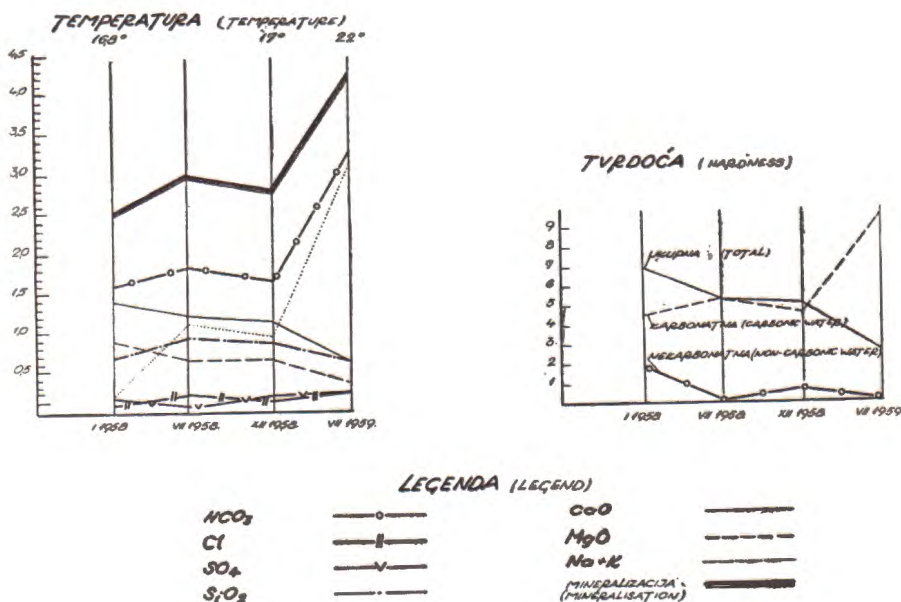 TEMPERATURA (TEMPERATURE)
16,8° 17° 22°
4,5
4,0
3,5
3,0
2,5
2,0
1,5
1,0
0,5
I 1958 VII 1958. XII 1958. VII 1959.
TVRDOĆA (HARDNESS)
9
8
7
6
5
4
3
2
1
UKUPNA (TOTAL)
KARBONATNA (CARBONIC WATER)
NEKARBONATNA (NON-CARBONIC WATER)
I 1958 VII 1958. XII 1958. VII 1959
LEGENDA (LEGEND)
HCO3
Cl
SO4
SiO2
CaO
MgO
Na+K
MINERALIZACIJA
(MINERALISATION)